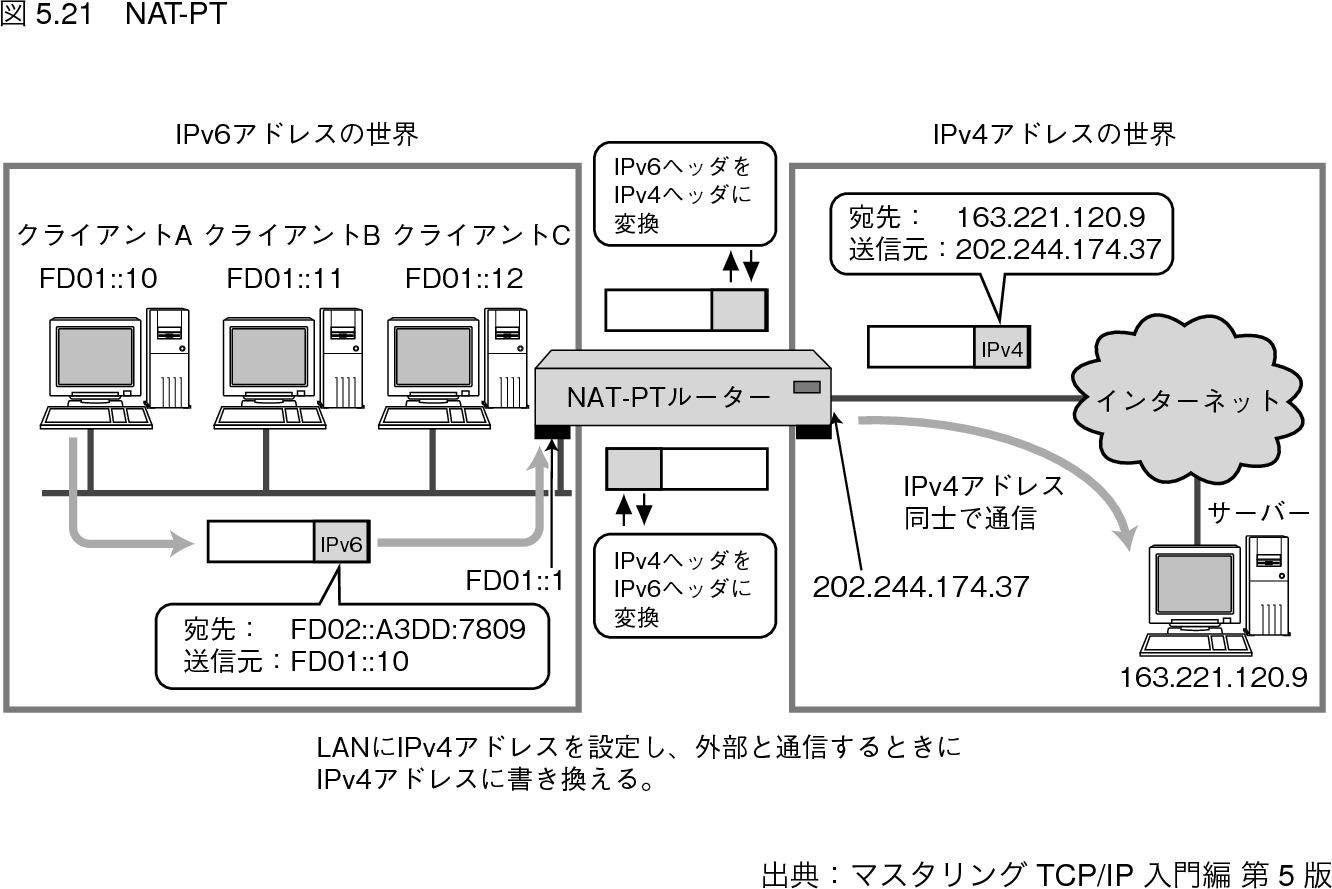 図 5.21 NAT-PT
IPv6アドレスの世界
IPv4アドレスの世界
クライアントA クライアントB クライアントC
FD01::10 FD01::11 FD01::12
IPv6ヘッダを
IPv4ヘッダに
変換
宛先： 163.221.120.9
送信元：202.244.174.37
IPv4
NAT-PTルーター
インターネット
IPv4アドレス
同士で通信
サーバー
IPv6
FD01::1
IPv4ヘッダを
IPv6ヘッダに
変換
202.244.174.37
宛先： FD02::A3DD:7809
送信元：FD01::10
163.221.120.9
LANにIPv4アドレスを設定し、外部と通信するときに
IPv4アドレスに書き換える。
出典：マスタリング TCP/IP 入門編 第 5 版